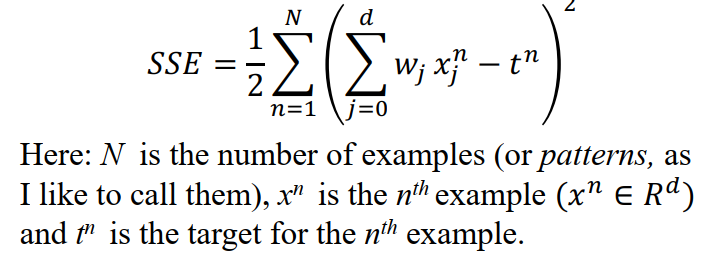 SSE = 1/2 ∑_{n=1}^{N} ( ∑_{j=0}^{d} w_j x_j^n − t^n )^2
Here: N is the number of examples (or patterns, as
I like to call them), x^n is the n^th example (x^n ∈ R^d)
and t^n is the target for the n^th example.